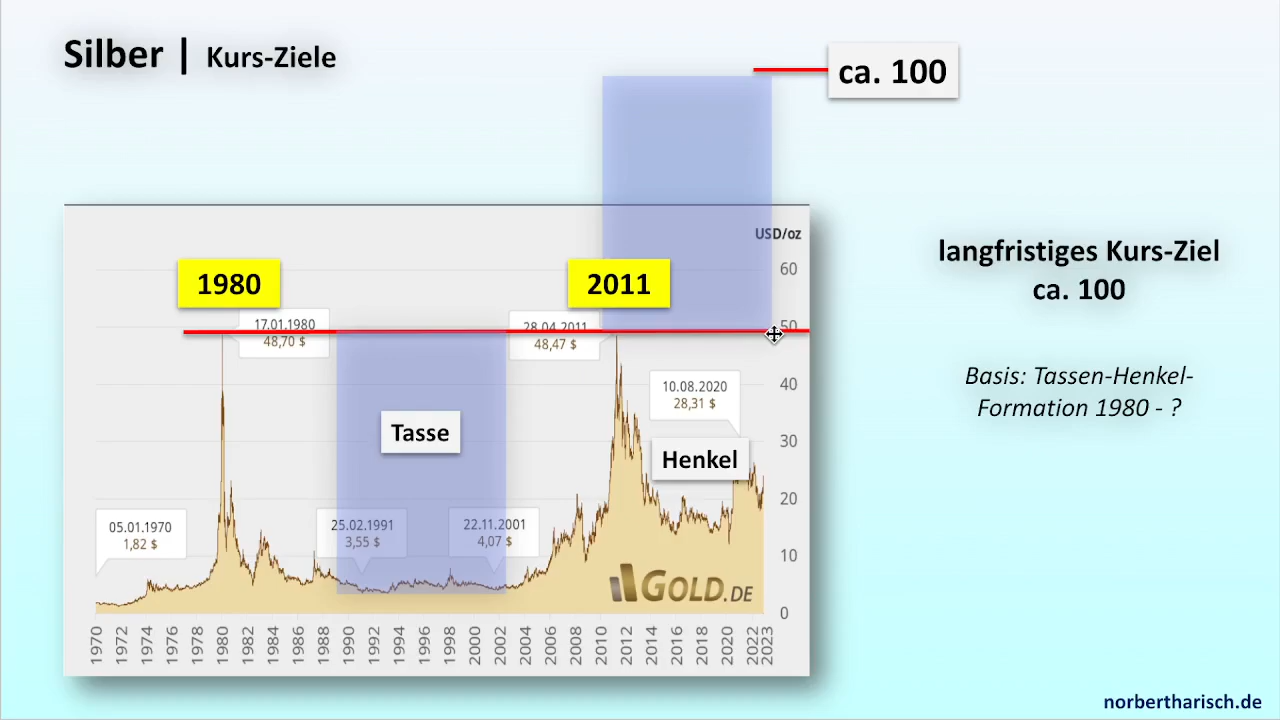 Silber | Kurs-Ziele
ca. 100
USD/oz
60
1980
2011
17.01.1980
48,70 $
28.04.2011
48,47 $
50
langfristiges Kurs-Ziel
ca. 100
Basis: Tassen-Henkel-
Formation 1980 - ?
10.08.2020
28,31 $
40
Tasse
Henkel
30
20
05.01.1970
1,82 $
25.02.1991
3,55 $
22.11.2001
4,07 $
10
GOLD.DE
0
1970 1972 1974 1976 1978 1980 1982 1984 1986 1988 1990 1992 1994 1996 1998 2000 2002 2004 2006 2008 2010 2012 2014 2016 2018 2020 2022 2023
norbertharisch.de